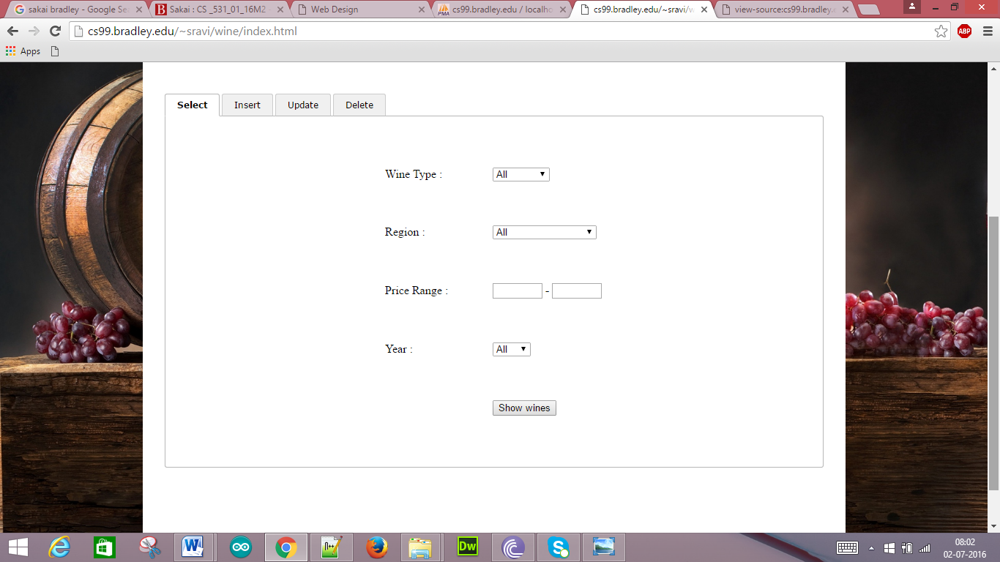 sakai bradley - Google Se
Sakai : CS _531_01_16M2
Web Design
cs99.bradley.edu / localho
cs99.bradley.edu/~sravi/w
view-source:cs99.bradley.e
cs99.bradley.edu/~sravi/wine/index.html
ABP
Apps
Select Insert Update Delete
Wine Type : All
Region : All
Price Range : -
Year : All
Show wines
08:02
02-07-2016